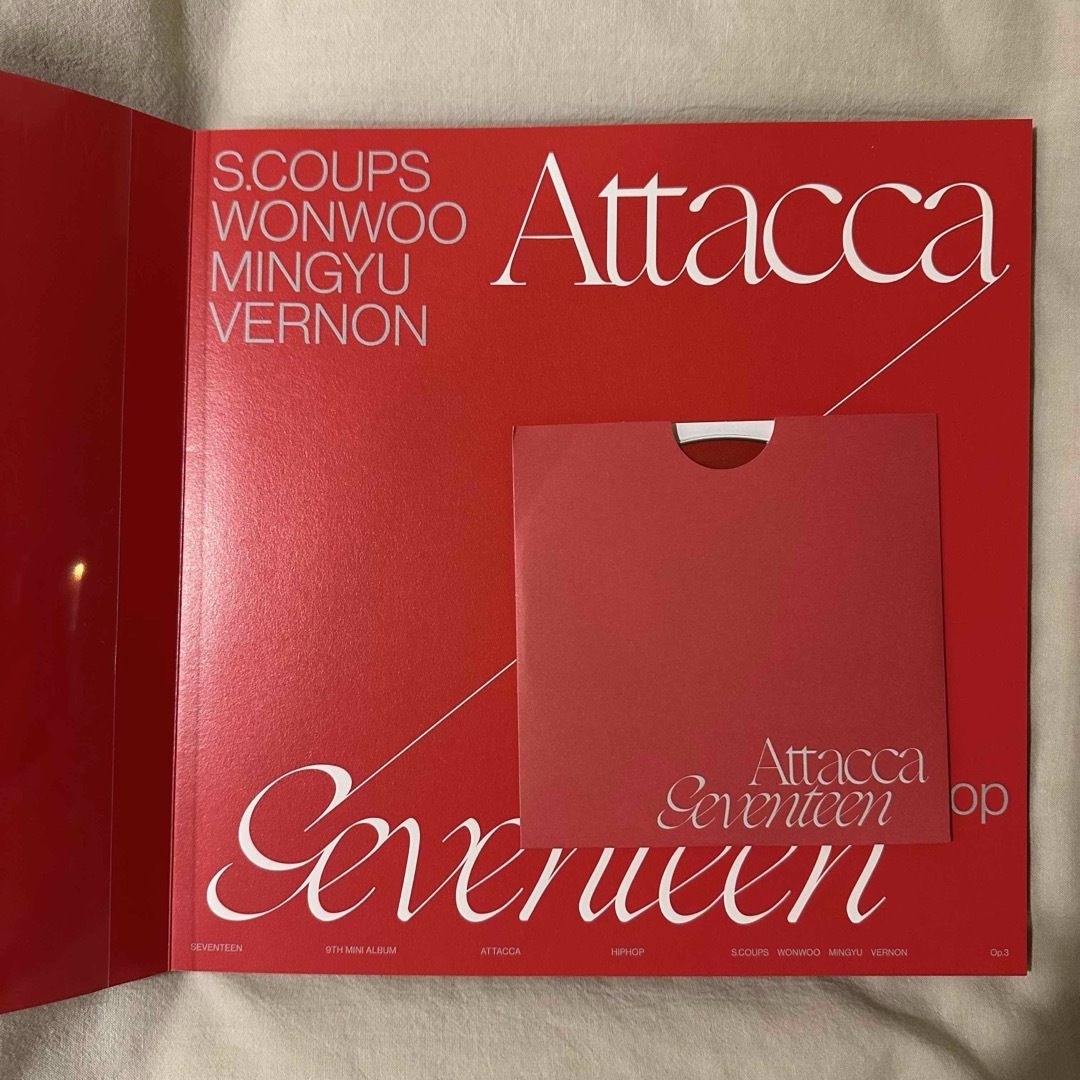 S.COUPS
WONWOO
MINGYU
VERNON
Attacca
Attacca
Seventeen
op
Seventeen
SEVENTEEN 9TH MINI ALBUM ATTACCA HIPHOP S.COUPS WONWOO MINGYU VERNON Op.3